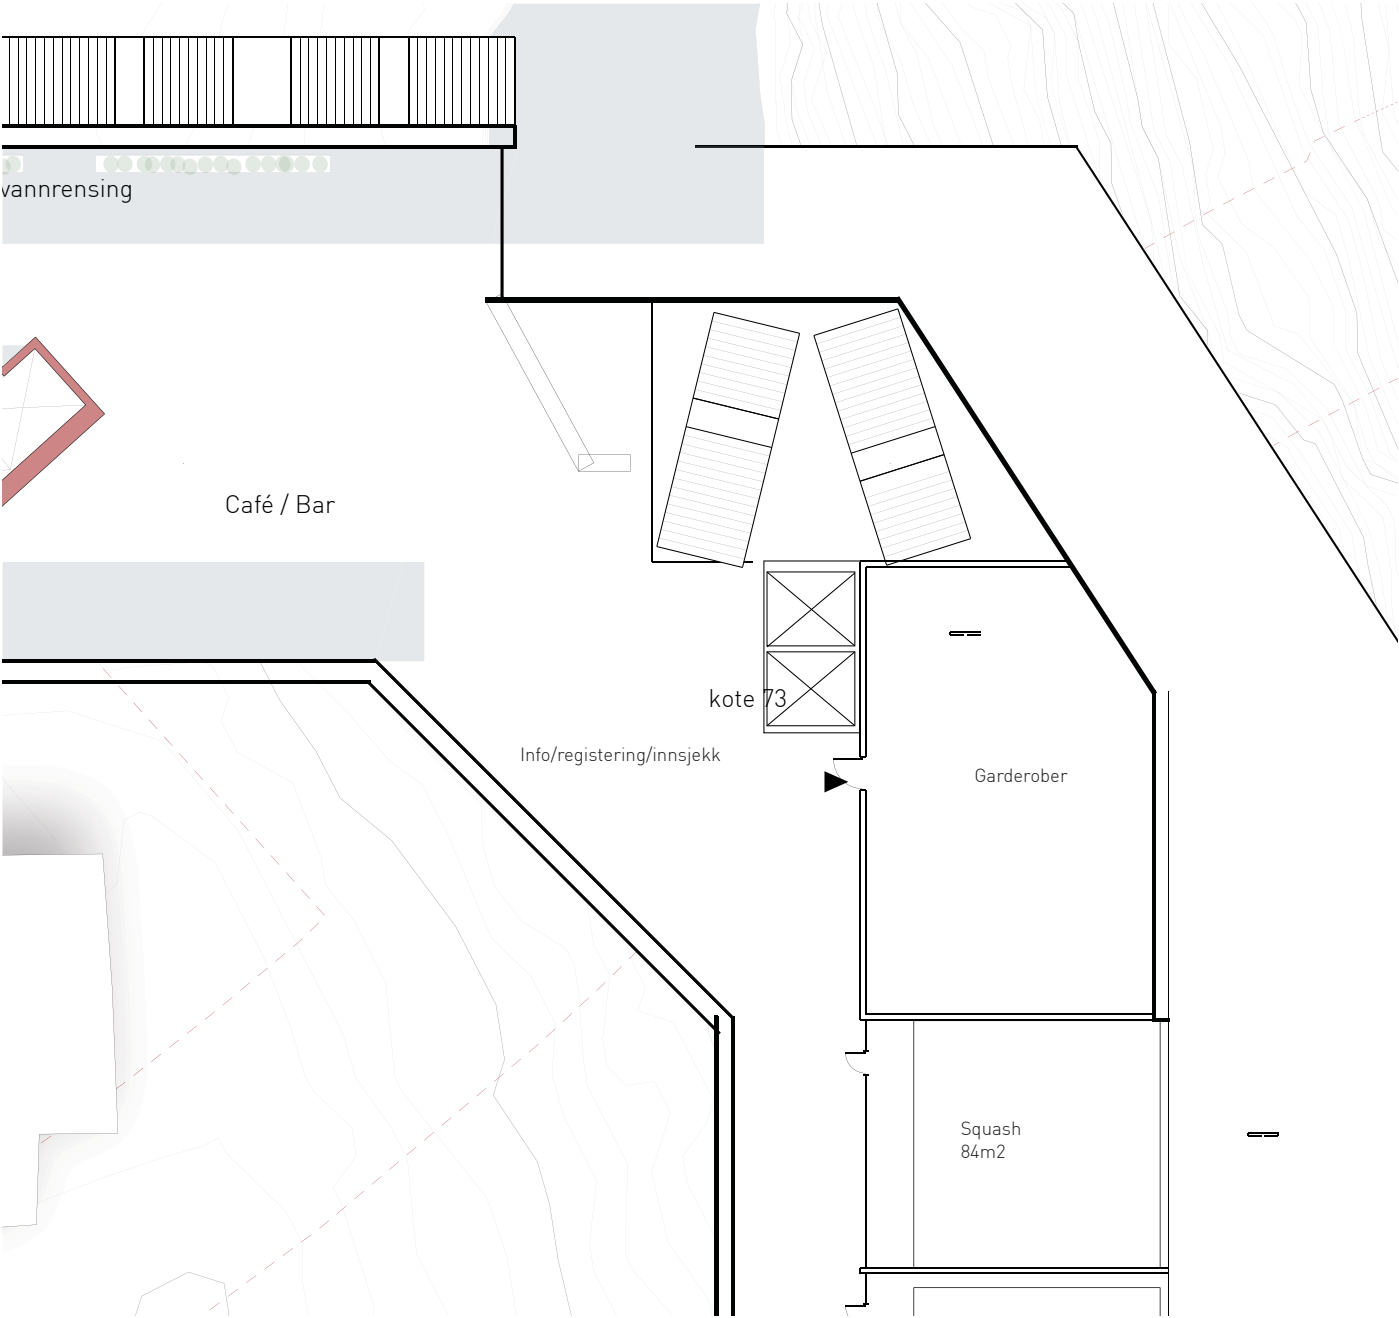 vannrensing
Café / Bar
kote 73
Info/registering/innsjekk
Garderober
Squash
84m2